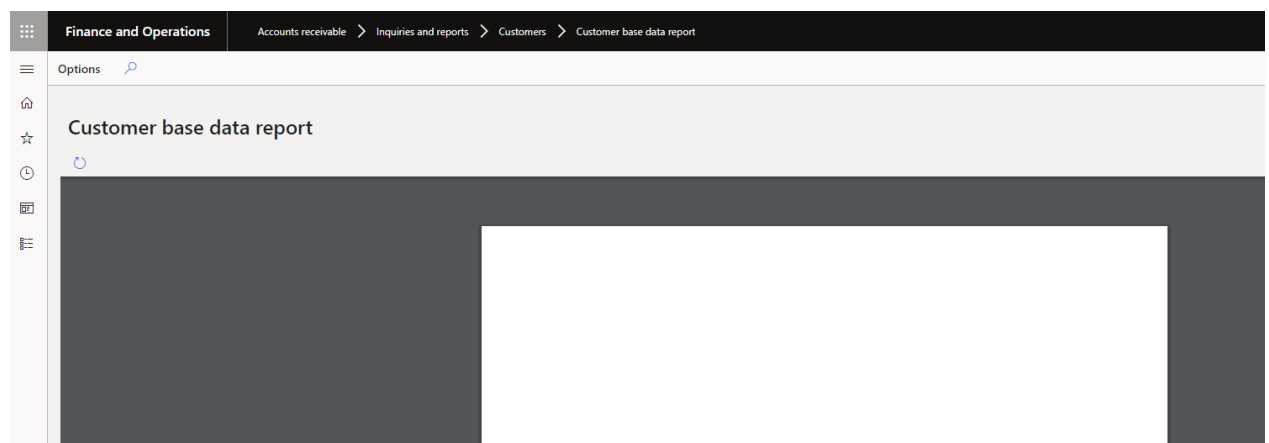 Finance and Operations Accounts receivable Inquiries and reports Customers Customer base data report
Options
Customer base data report